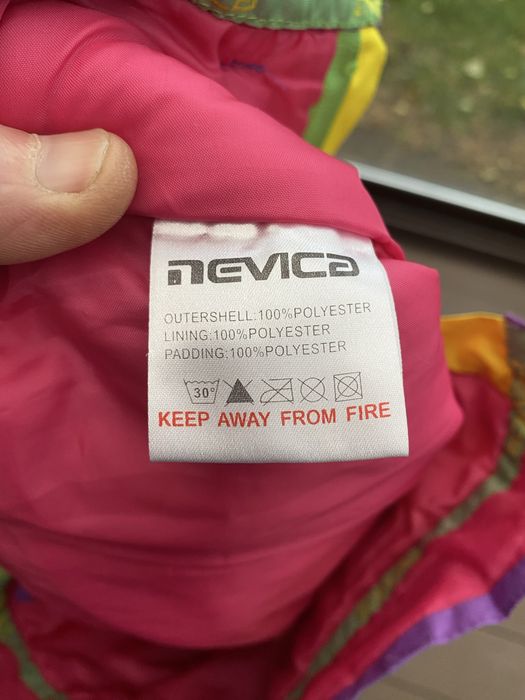 nevica
OUTERSHELL:100%POLYESTER
LINING:100%POLYESTER
PADDING:100%POLYESTER
30°
KEEP AWAY FROM FIRE